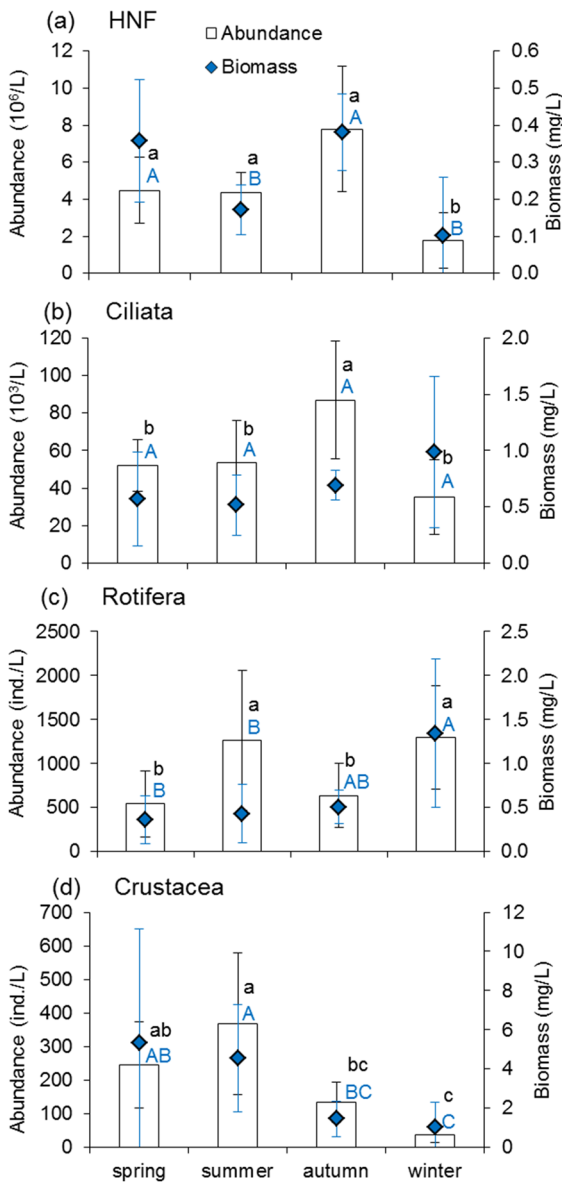 (a) HNF
Abundance
Biomass
Abundance (10⁶/L)
12
10
8
6
4
2
0
a
A
a
B
a
A
b
B
0.6
0.5
0.4
0.3
0.2
0.1
0.0
Biomass (mg/L)
(b) Ciliata
Abundance (10³/L)
120
100
80
60
40
20
0
b
A
b
A
a
A
b
A
2.0
1.5
1.0
0.5
0.0
Biomass (mg/L)
(c) Rotifera
Abundance (ind./L)
2500
2000
1500
1000
500
0
b
B
a
B
b
AB
a
A
2.5
2.0
1.5
1.0
0.5
0.0
Biomass (mg/L)
(d) Crustacea
Abundance (ind./L)
700
600
500
400
300
200
100
0
ab
AB
a
A
bc
BC
c
C
12
10
8
6
4
2
0
Biomass (mg/L)
spring summer autumn winter